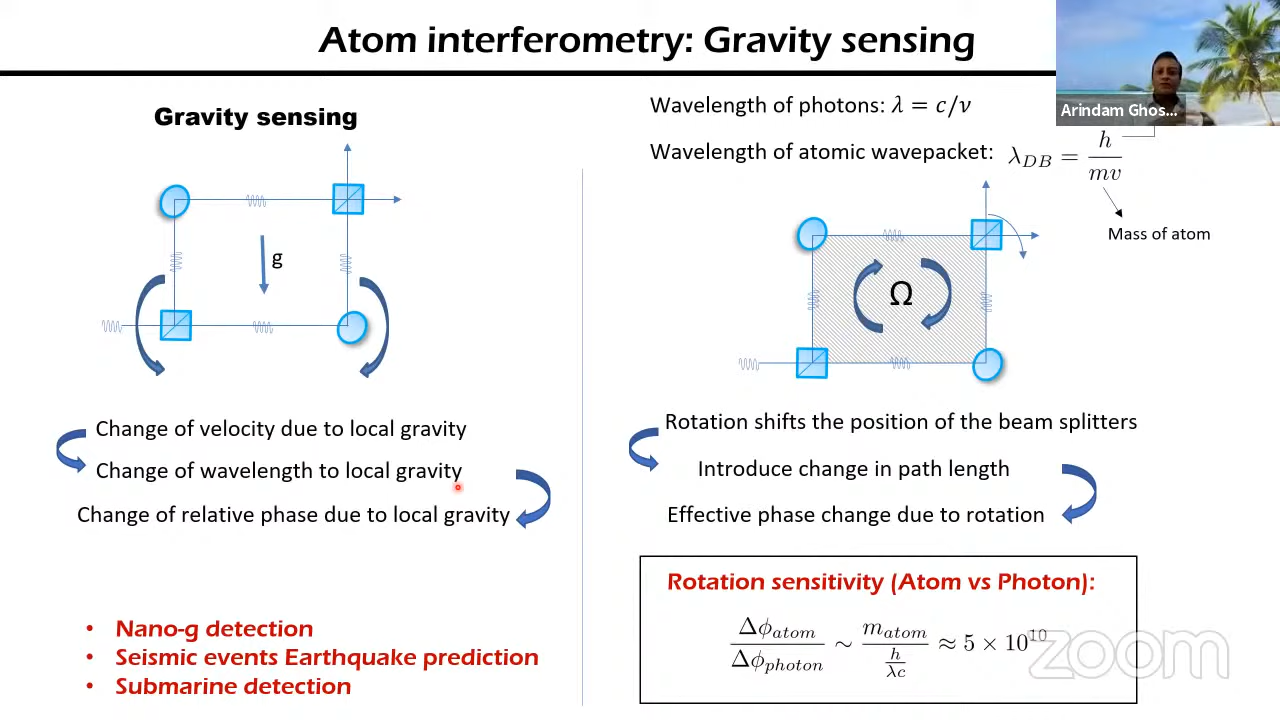 Atom interferometry: Gravity sensing
Arindam Ghos...
Gravity sensing
g
Change of velocity due to local gravity
Change of wavelength to local gravity
Change of relative phase due to local gravity
• Nano-g detection
• Seismic events Earthquake prediction
• Submarine detection
Wavelength of photons: λ = c/ν
Wavelength of atomic wavepacket: λ_DB = h/mv
Mass of atom
Ω
Rotation shifts the position of the beam splitters
Introduce change in path length
Effective phase change due to rotation
Rotation sensitivity (Atom vs Photon):
Δϕ_atom/Δϕ_photon ∼ m_atom/(h/λc) ≈ 5 × 10^10
zoom